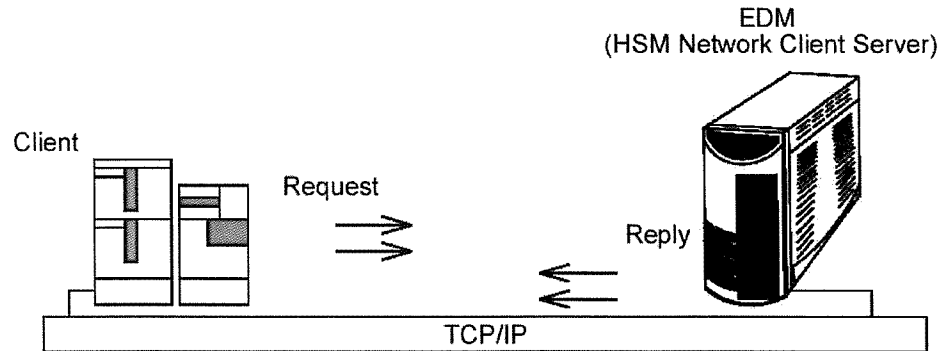 EDM
(HSM Network Client Server)
Client
Request
Reply
TCP/IP